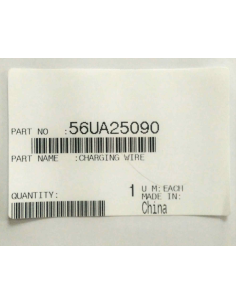 PART NO :56UA25090
PART NAME :CHARGING WIRE
QUANTITY: 1 U M:EACH
MADE IN:
China